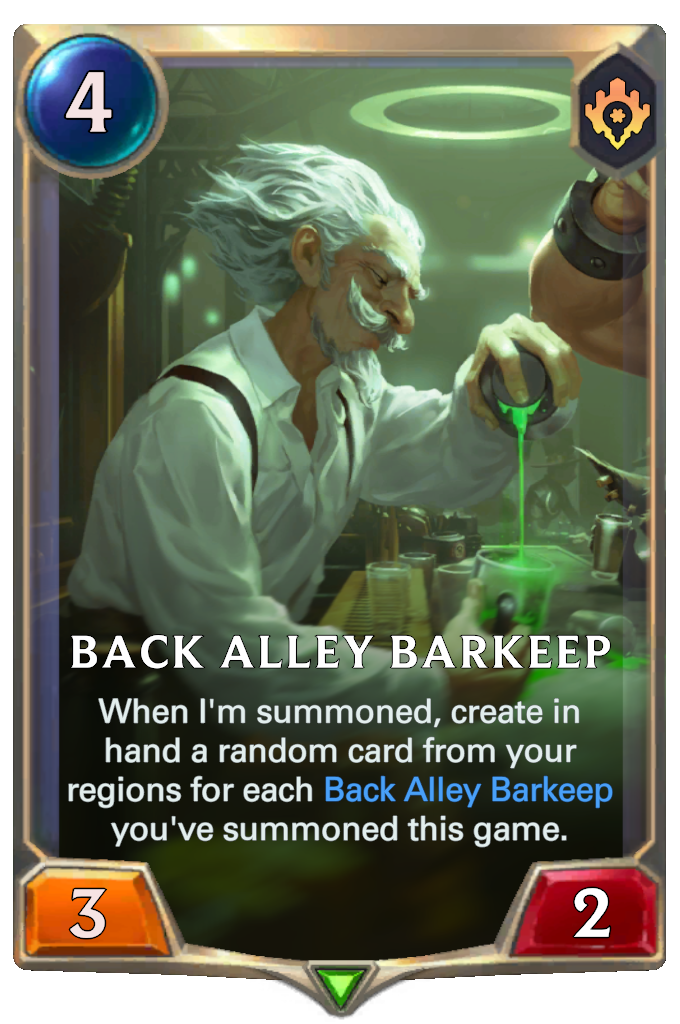 4
BACK ALLEY BARKEEP
When I'm summoned, create in
hand a random card from your
regions for each Back Alley Barkeep
you've summoned this game.
3
2